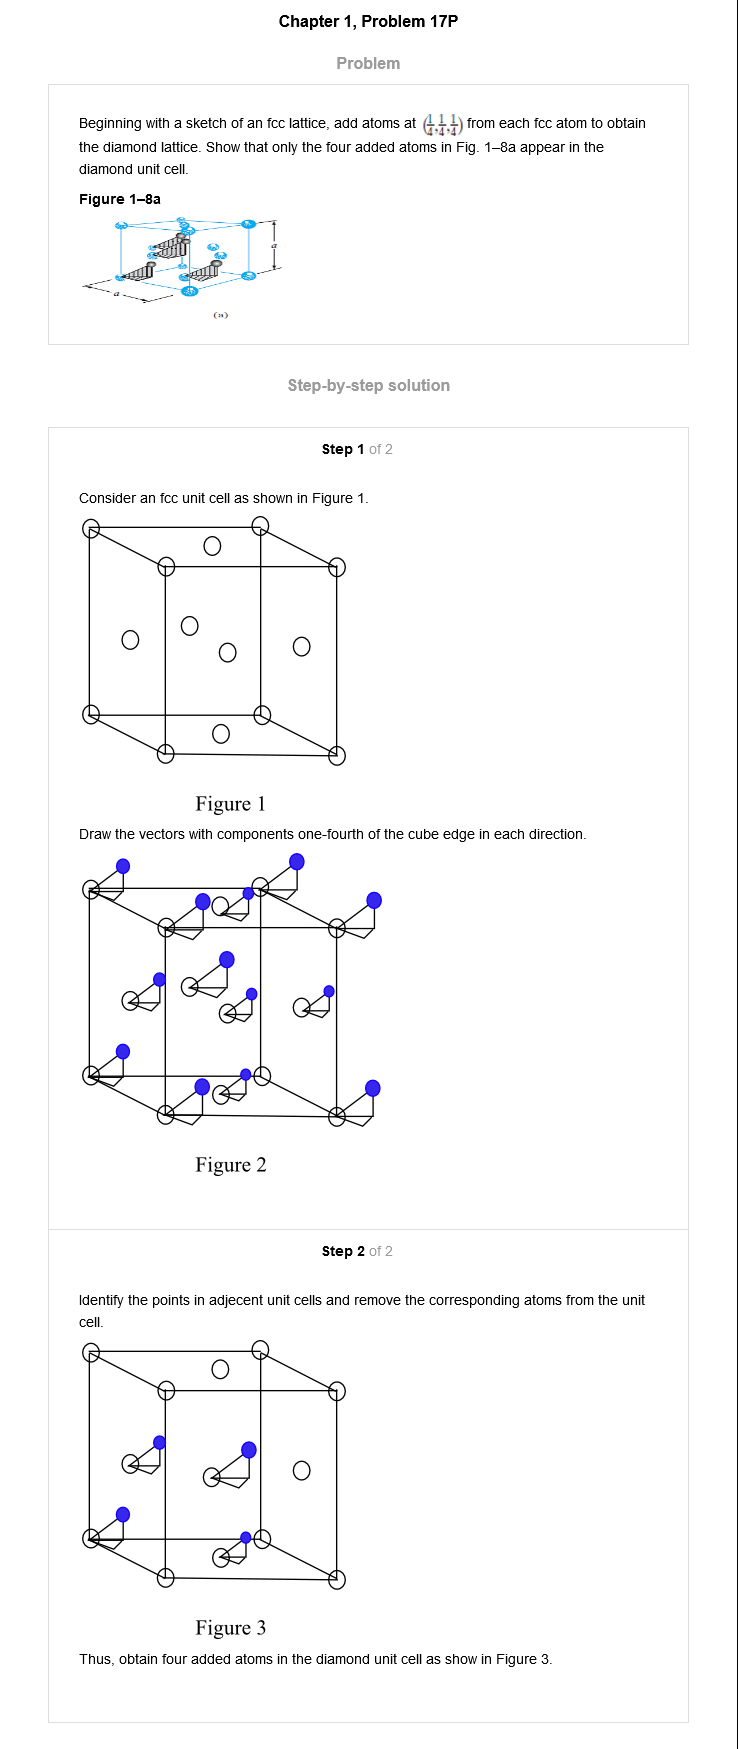 Chapter 1, Problem 17P
Problem
Beginning with a sketch of an fcc lattice, add atoms at (1/4, 1/4, 1/4) from each fcc atom to obtain
the diamond lattice. Show that only the four added atoms in Fig. 1–8a appear in the
diamond unit cell.
Figure 1–8a
a
a
(a)
Step-by-step solution
Step 1 of 2
Consider an fcc unit cell as shown in Figure 1.
Figure 1
Draw the vectors with components one-fourth of the cube edge in each direction.
Figure 2
Step 2 of 2
Identify the points in adjecent unit cells and remove the corresponding atoms from the unit
cell.
Figure 3
Thus, obtain four added atoms in the diamond unit cell as show in Figure 3.